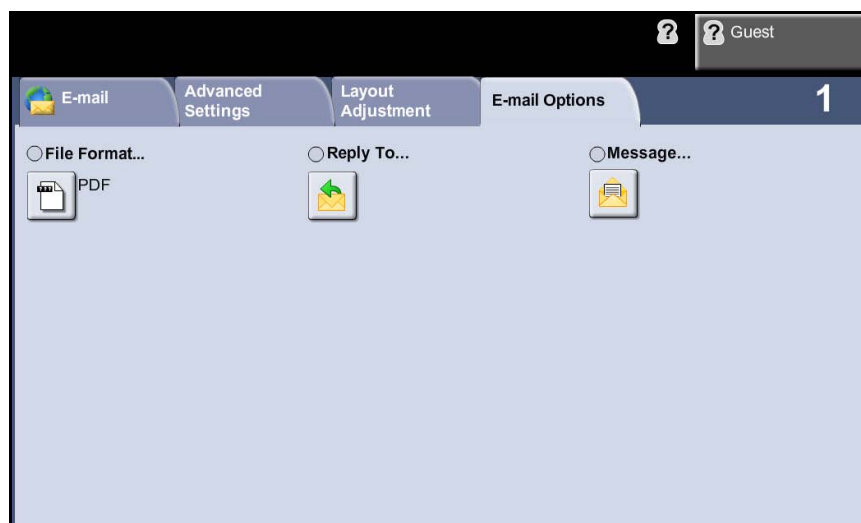 ? ? Guest
E-mail
Advanced
Settings
Layout
Adjustment
E-mail Options
1
File Format...
Reply To...
Message...
PDF